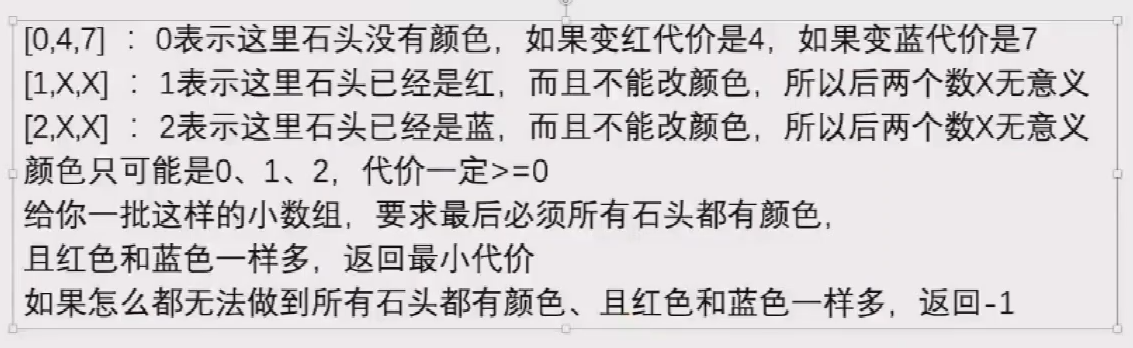 [0,4,7] ：0表示这里石头没有颜色，如果变红代价是4，如果变蓝代价是7
[1,X,X] ：1表示这里石头已经是红，而且不能改颜色，所以后两个数X无意义
[2,X,X] ：2表示这里石头已经是蓝，而且不能改颜色，所以后两个数X无意义
颜色只可能是0、1、2，代价一定>=0
给你一批这样的小数组，要求最后必须所有石头都有颜色，
且红色和蓝色一样多，返回最小代价
如果怎么都无法做到所有石头都有颜色、且红色和蓝色一样多，返回-1